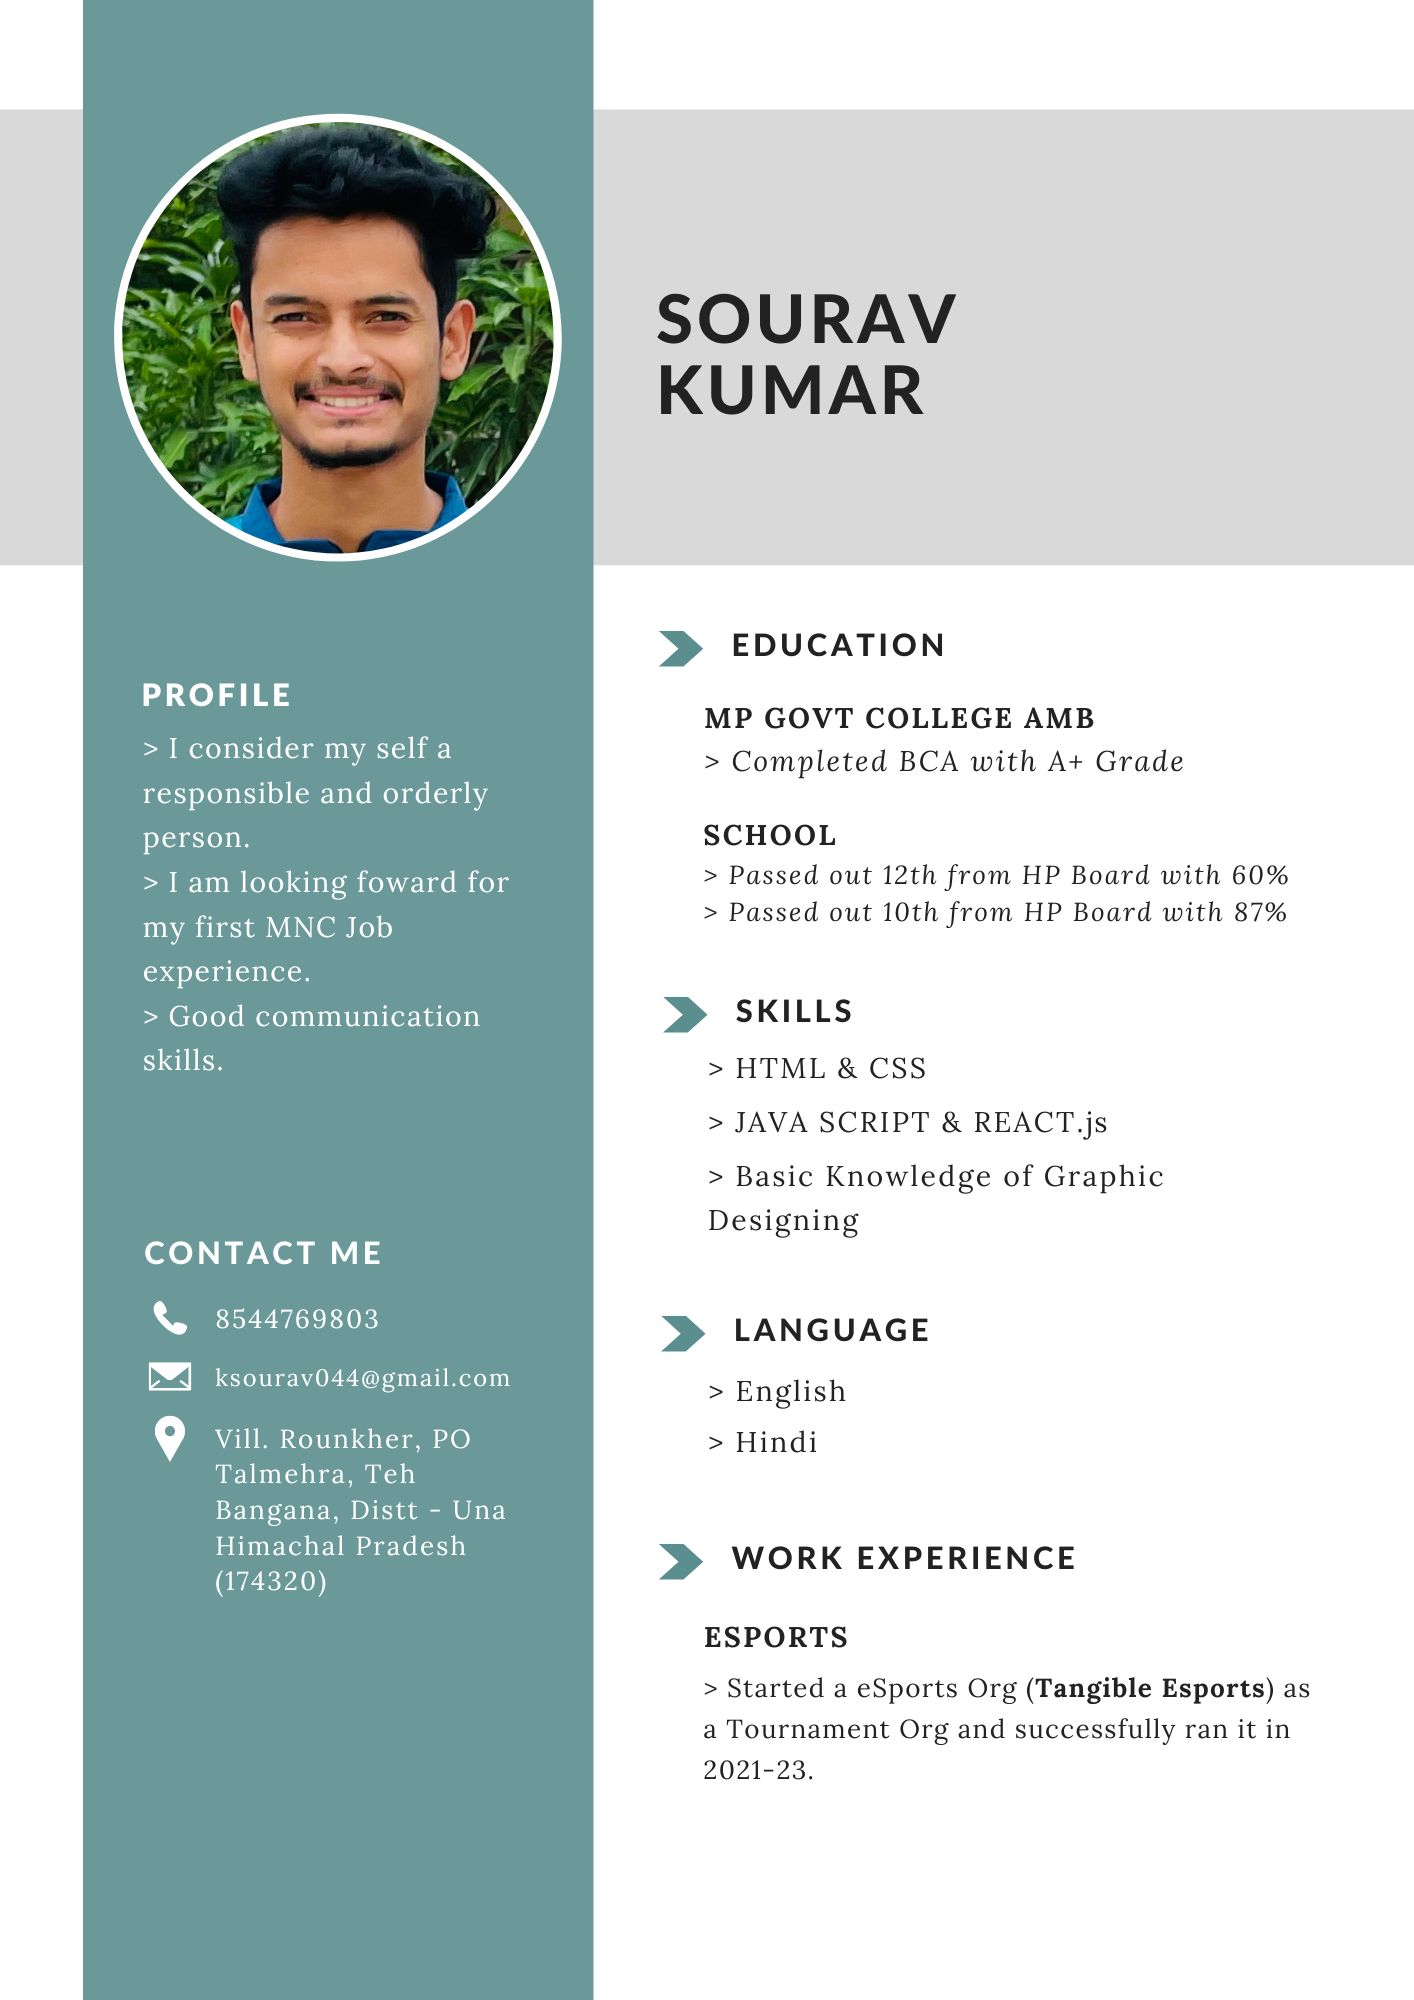 SOURAV
KUMAR
PROFILE
> I consider my self a
responsible and orderly
person.
> I am looking foward for
my first MNC Job
experience.
> Good communication
skills.
CONTACT ME
8544769803
ksourav044@gmail.com
Vill. Rounkher, PO
Talmehra, Teh
Bangana, Distt - Una
Himachal Pradesh
(174320)
EDUCATION
MP GOVT COLLEGE AMB
> Completed BCA with A+ Grade
SCHOOL
> Passed out 12th from HP Board with 60%
> Passed out 10th from HP Board with 87%
SKILLS
> HTML & CSS
> JAVA SCRIPT & REACT.js
> Basic Knowledge of Graphic
Designing
LANGUAGE
> English
> Hindi
WORK EXPERIENCE
ESPORTS
> Started a eSports Org (Tangible Esports) as
a Tournament Org and successfully ran it in
2021-23.